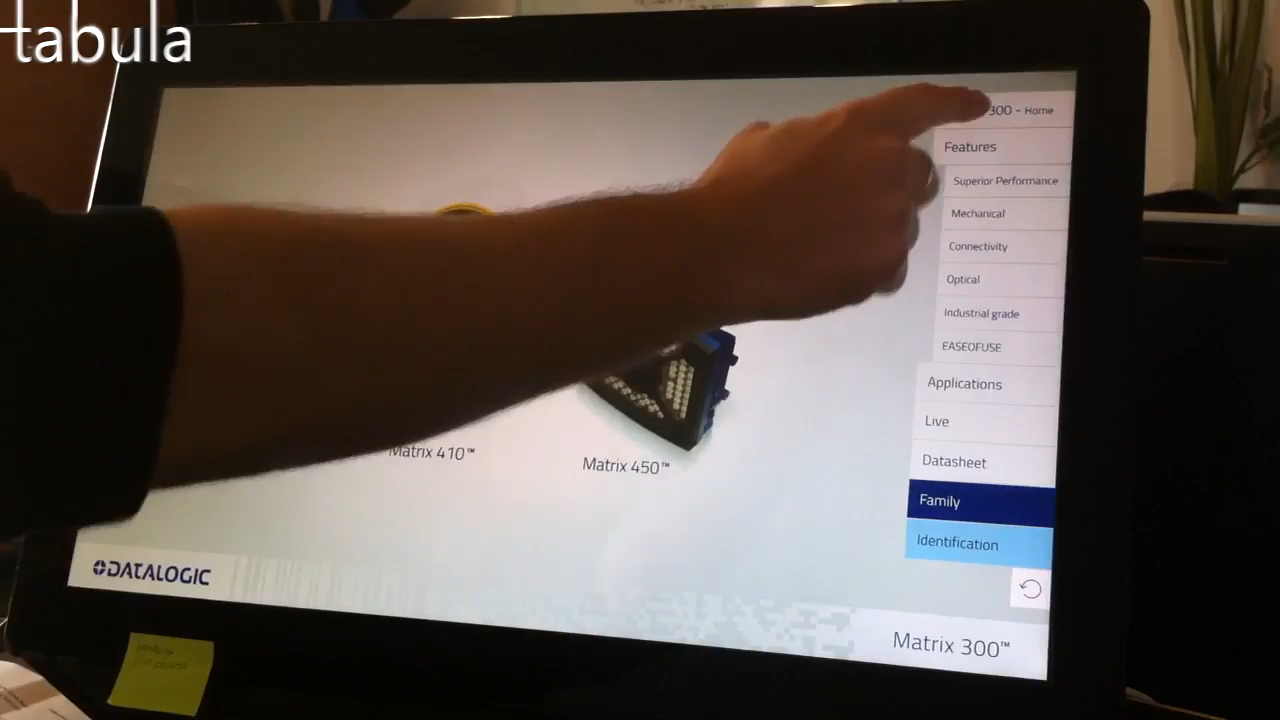 tabula
300 - Home
Features
Superior Performance
Mechanical
Connectivity
Optical
Industrial grade
EASEOFUSE
Applications
Live
Datasheet
Family
Identification
Matrix 410™
Matrix 450™
DATALOGIC
Matrix 300™